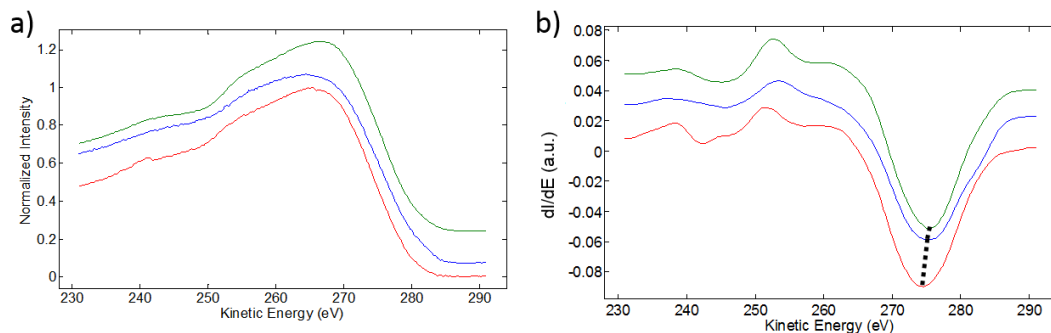 a)
Normalized Intensity
1.2
1
0.8
0.6
0.4
0.2
0
230 240 250 260 270 280 290
Kinetic Energy (eV)
b)
dI/dE (a.u.)
0.08
0.06
0.04
0.02
0
-0.02
-0.04
-0.06
-0.08
230 240 250 260 270 280 290
Kinetic Energy (eV)